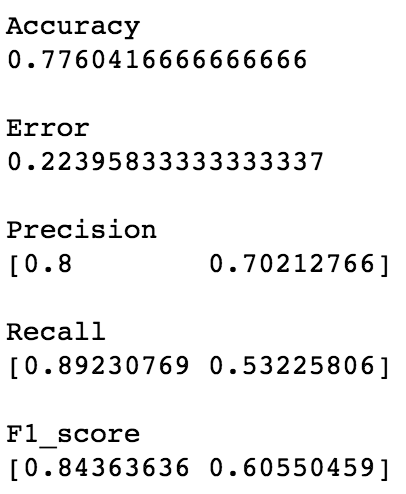 Accuracy
0.7760416666666666
Error
0.22395833333333337
Precision
[0.8        0.70212766]
Recall
[0.89230769 0.53225806]
F1_score
[0.84363636 0.60550459]